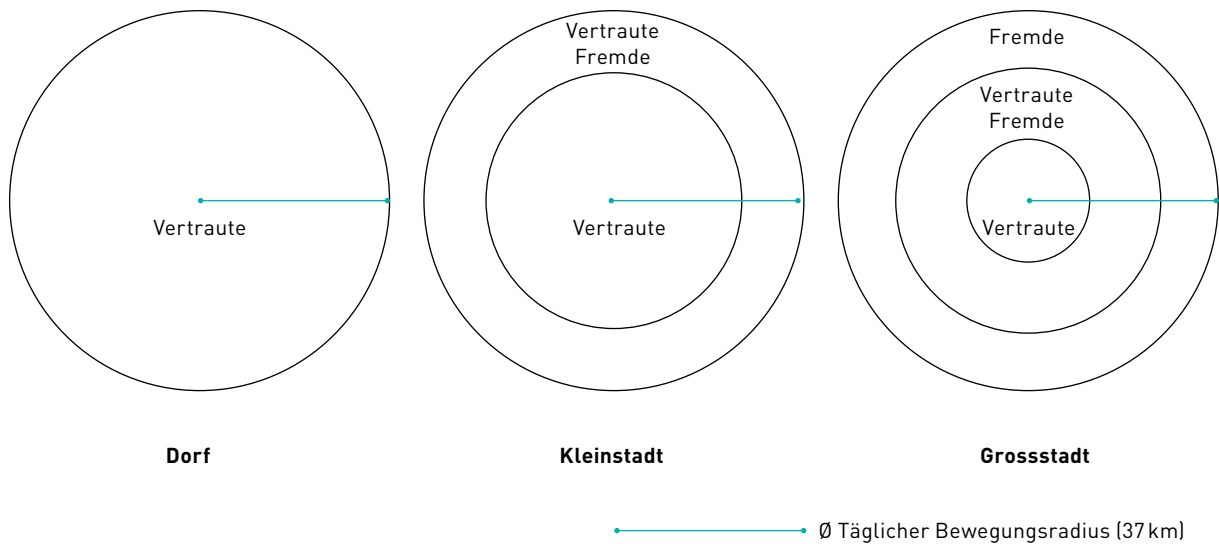 Vertraute
Vertraute
Fremde
Vertraute
Fremde
Vertraute
Fremde
Vertraute
Dorf
Kleinstadt
Grossstadt
Ø Täglicher Bewegungsradius (37 km)